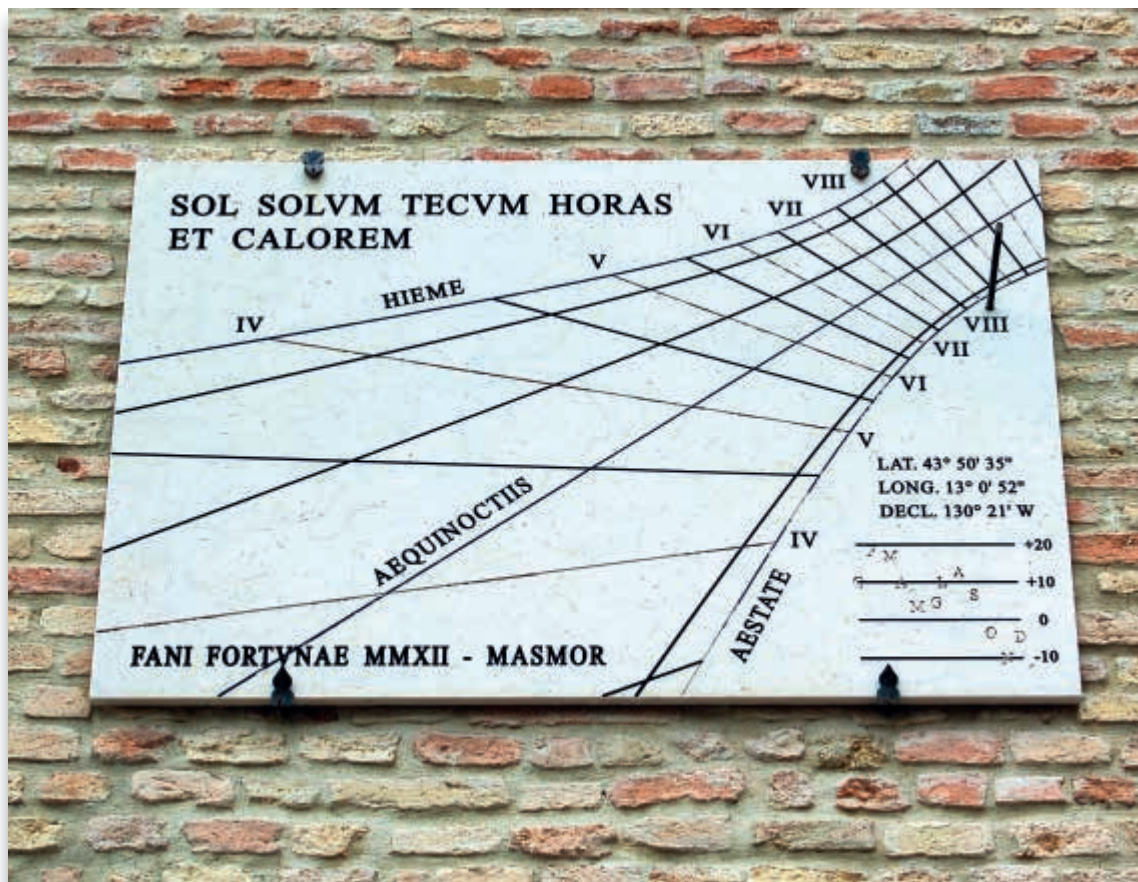 SOL SOLVM TECVM HORAS
ET CALOREM
VIII
VII
VI
V
HIEME
IV
VIII
VII
VI
V
IV
AEQUINOCTIIS
AESTATE
LAT. 43° 50' 35"
LONG. 13° 0' 52"
DECL. 130° 21' W
+20
M
A
+10
L
A
M G S
0
O D
-10
FANI FORTVNAE MMXII - MASMOR